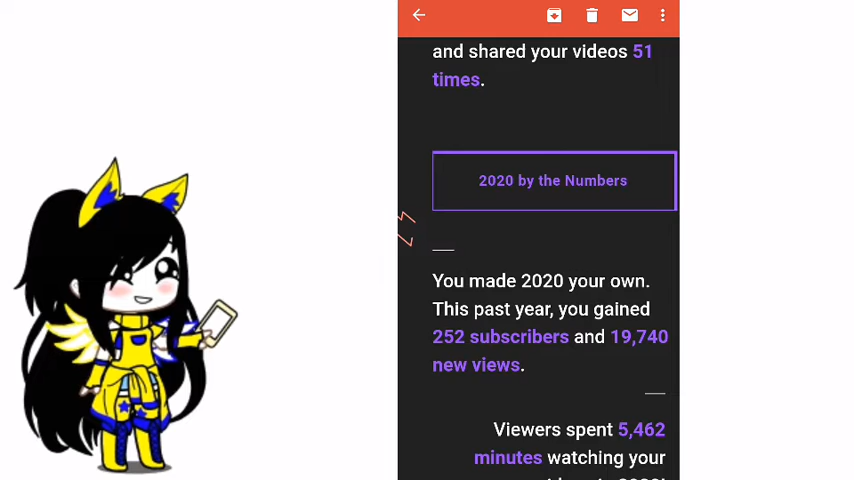 and shared your videos 51
times.
2020 by the Numbers
You made 2020 your own.
This past year, you gained
252 subscribers and 19,740
new views.
Viewers spent 5,462
minutes watching your